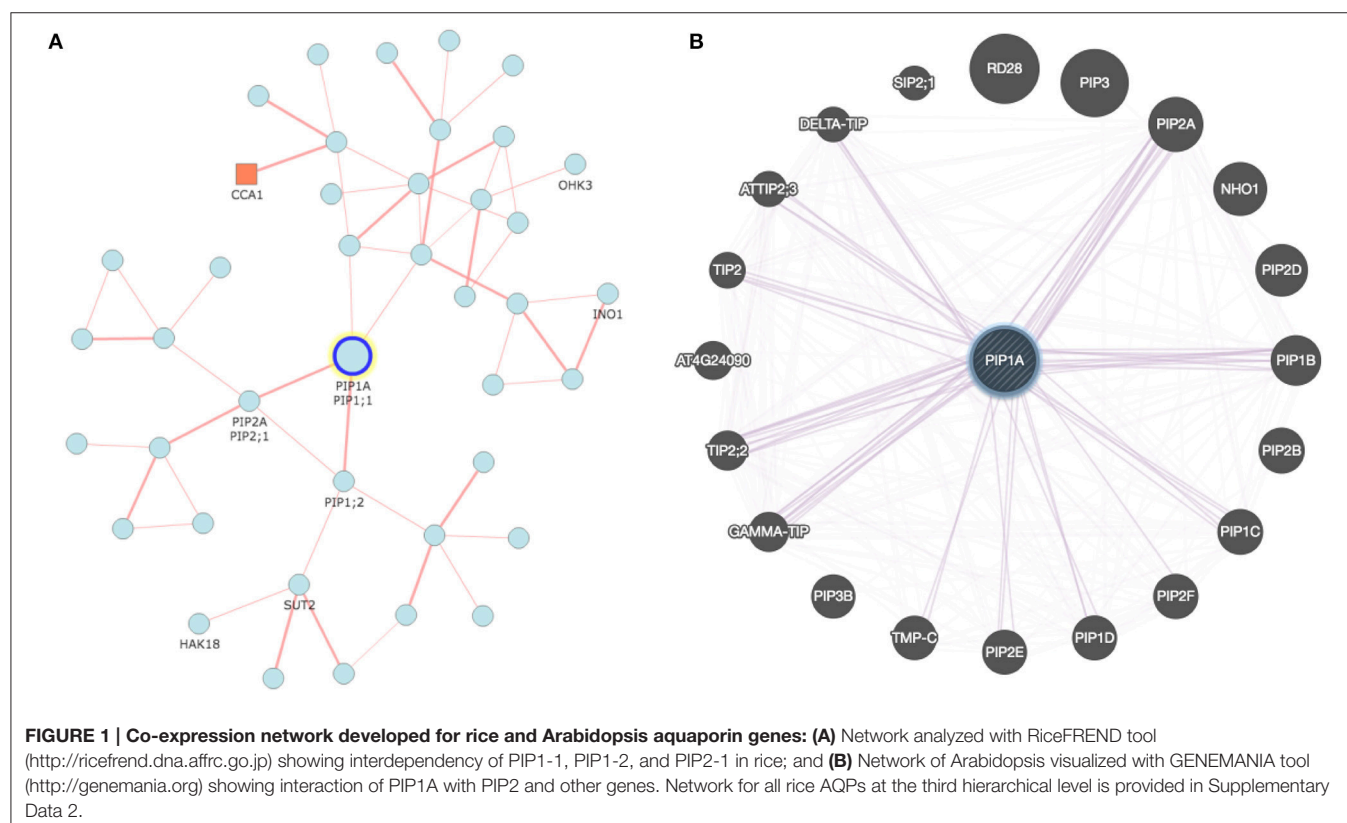 A
CCA1
OHK3
INO1
PIP1A
PIP1;1
PIP2A
PIP2;1
PIP1;2
SUT2
HAK18
B
RD28
SIP2;1
PIP3
DELTA-TIP
PIP2A
ATTIP2;3
NHO1
TIP2
PIP2D
AT4G24090
PIP1A
PIP1B
TIP2;2
PIP2B
GAMMA-TIP
PIP1C
PIP3B
PIP2F
TMP-C
PIP1D
PIP2E
FIGURE 1 | Co-expression network developed for rice and Arabidopsis aquaporin genes: (A) Network analyzed with RiceFREND tool
(http://ricefrend.dna.affrc.go.jp) showing interdependency of PIP1-1, PIP1-2, and PIP2-1 in rice; and (B) Network of Arabidopsis visualized with GENEMANIA tool
(http://genemania.org) showing interaction of PIP1A with PIP2 and other genes. Network for all rice AQPs at the third hierarchical level is provided in Supplementary
Data 2.